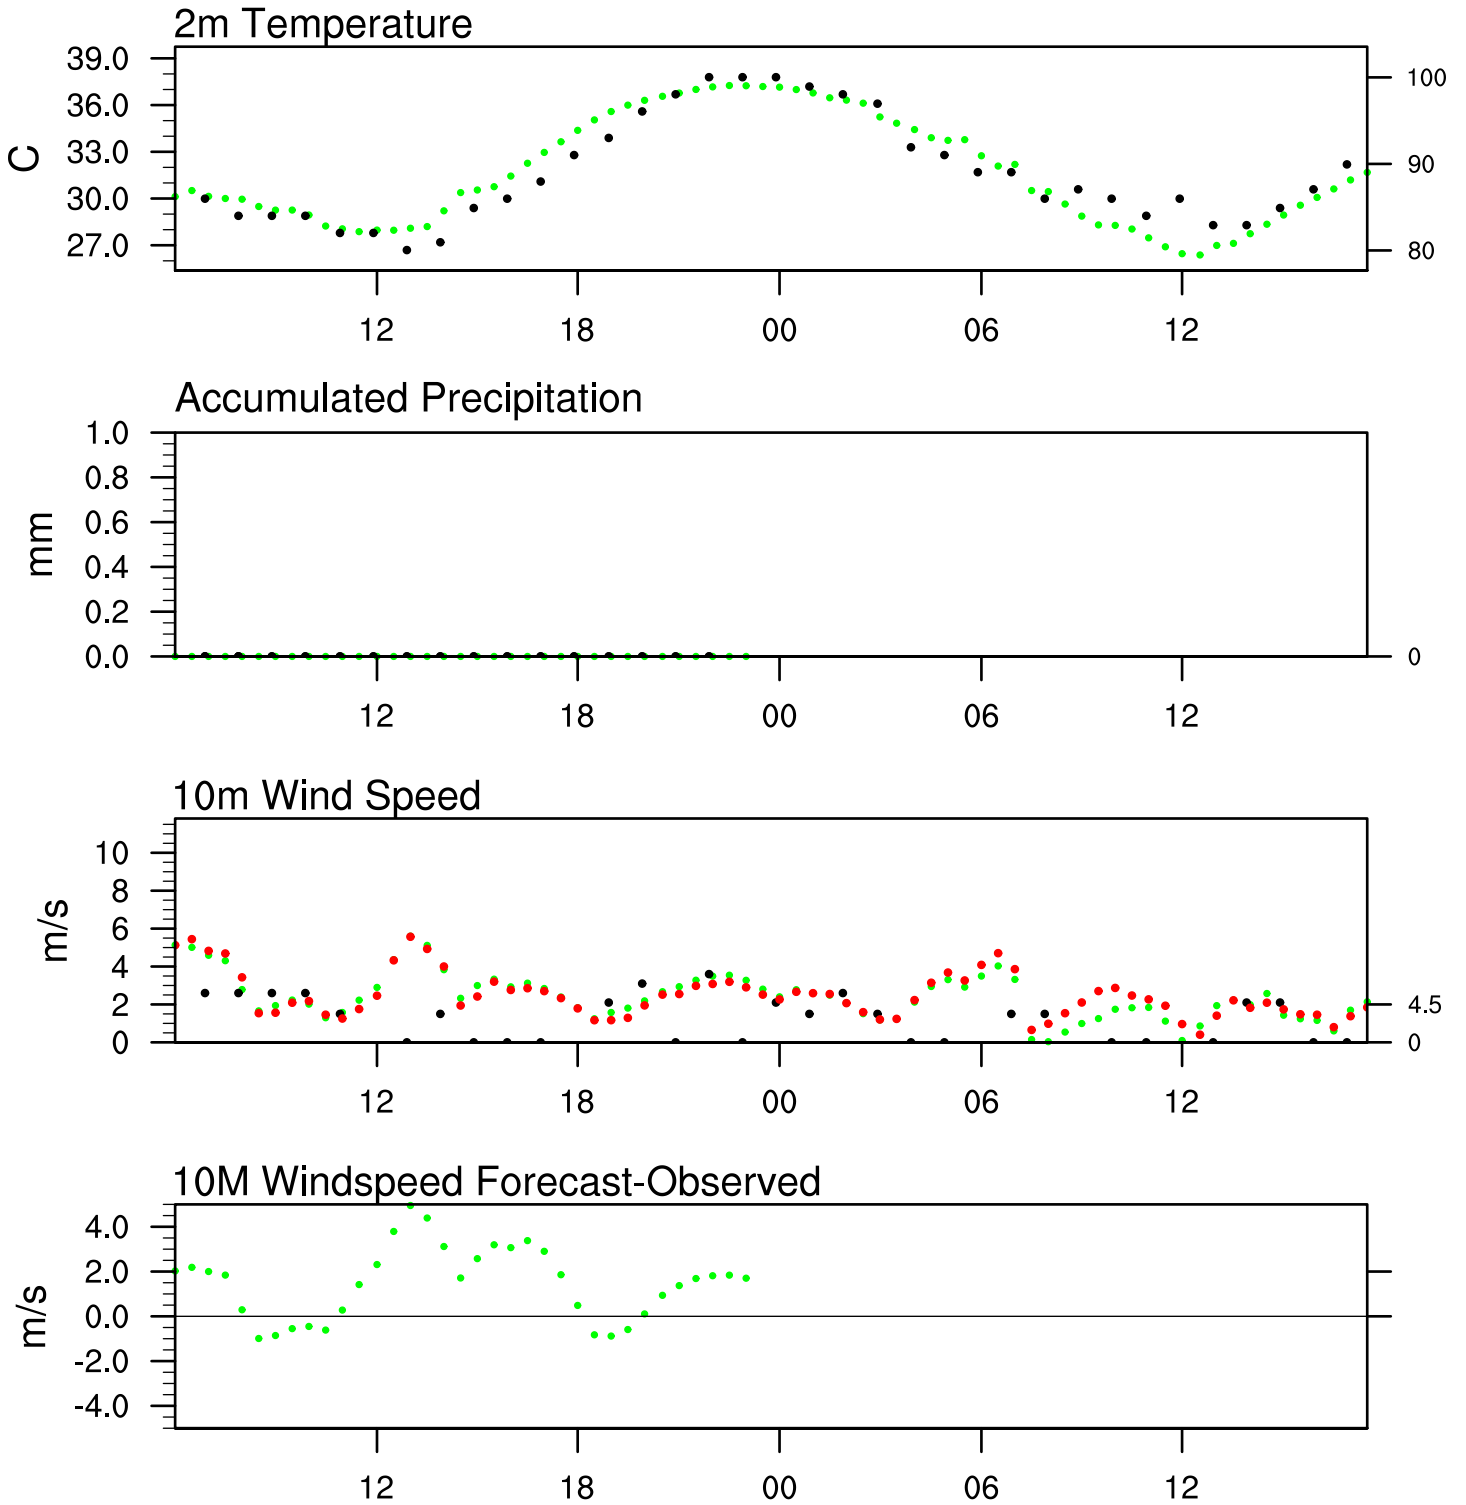 2m Temperature
39.0
36.0
33.0
30.0
27.0
C
100
90
80
12 18 00 06 12
Accumulated Precipitation
1.0
0.8
0.6
0.4
0.2
0.0
mm
0
12 18 00 06 12
10m Wind Speed
10
8
6
4
2
0
m/s
4.5
0
12 18 00 06 12
10M Windspeed Forecast-Observed
4.0
2.0
0.0
-2.0
-4.0
m/s
12 18 00 06 12